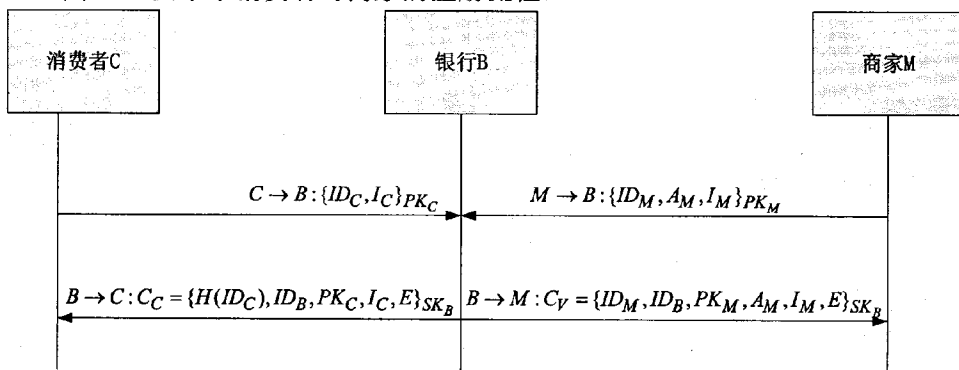 消费者C
银行B
商家M
C → B : {ID_C, I_C}_{PK_C}
M → B : {ID_M, A_M, I_M}_{PK_M}
B → C : C_C = {H(ID_C), ID_B, PK_C, I_C, E}_{SK_B}
B → M : C_V = {ID_M, ID_B, PK_M, A_M, I_M, E}_{SK_B}